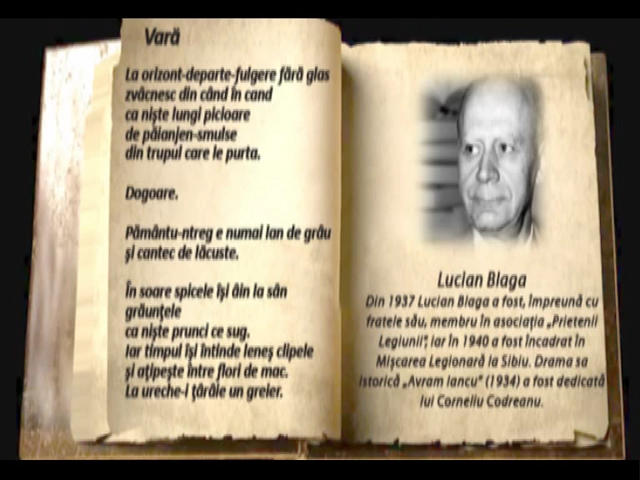 Vară
La orizont-departe-fulgere fără glas
zvâcnesc din când în cand
ca niște lungi picioare
de păianjen-smulse
din trupul care le purta.
Dogoare.
Pământu-ntreg e numai lan de grâu
și cantec de lăcuste.
În soare spicele își âin la sân
grăunțele
ca niște prunci ce sug.
Iar timpul își întinde leneș clipele
și ațipește între flori de mac.
La ureche-i țârâie un greier.
Lucian Blaga
Din 1937 Lucian Blaga a fost, împreună cu
fratele său, membru în asociația „Prietenii
Legiunii", iar în 1940 a fost încadrat în
Mișcarea Legionară la Sibiu. Drama sa
istorică „Avram Iancu" (1934) a fost dedicată
lui Corneliu Codreanu.